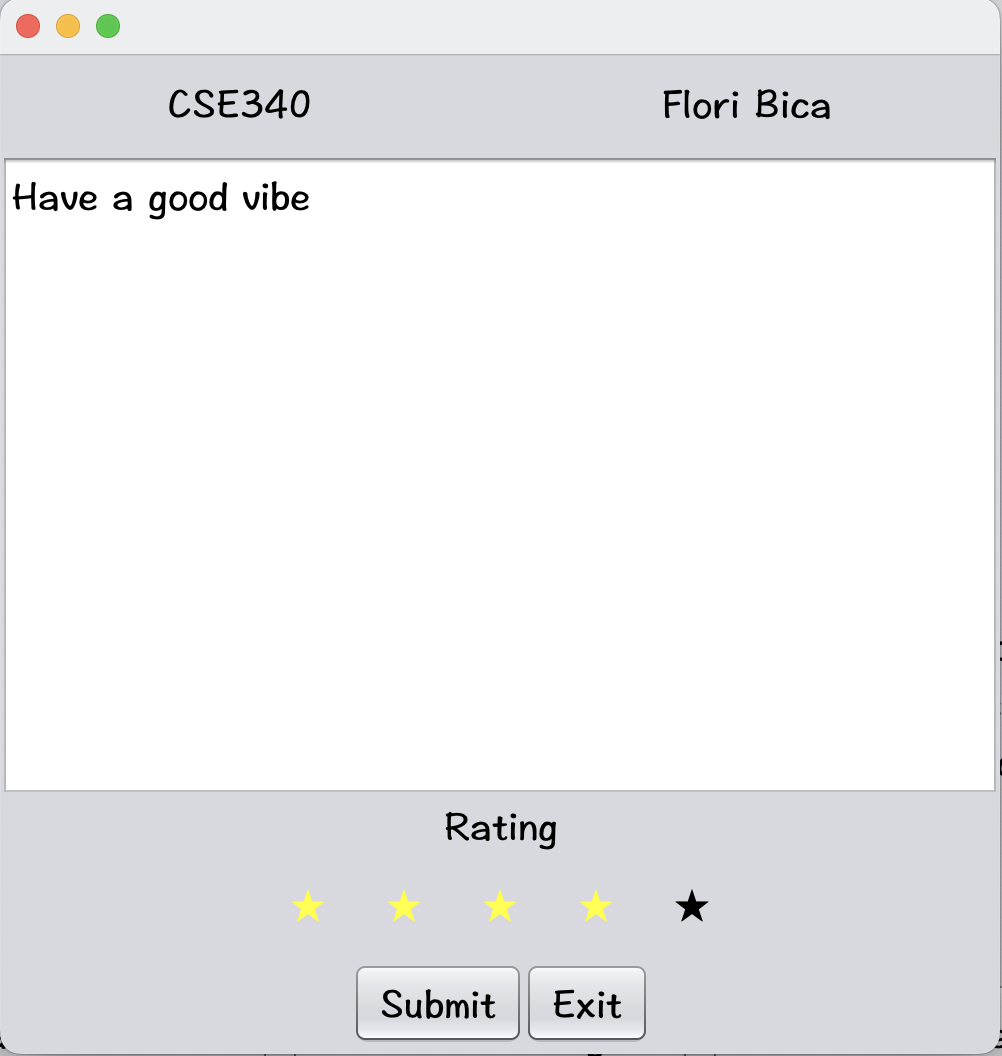 CSE340 Flori Bica
Have a good vibe
Rating
★ ★ ★ ★ ★
Submit Exit